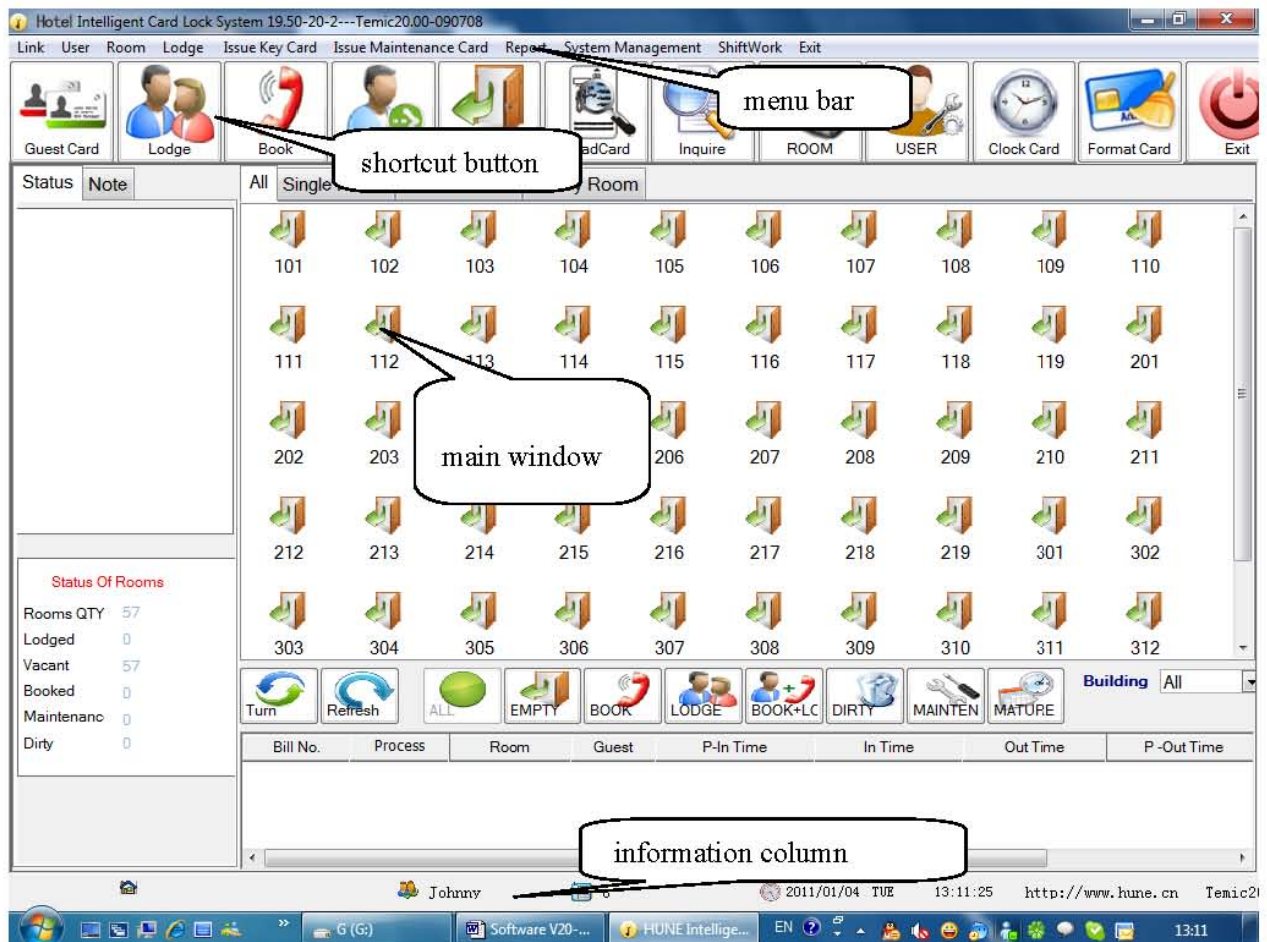 Hotel Intelligent Card Lock System 19.50-20-2---Temic20.00-090708
Link User Room Lodge Issue Key Card Issue Maintenance Card Report System Management ShiftWork Exit
menu bar
Guest Card Lodge Book Inquire ROOM USER Clock Card Format Card Exit
shortcut button
Status Note
All Single Room
101 102 103 104 105 106 107 108 109 110
111 112 113 114 115 116 117 118 119 201
202 203 206 207 208 209 210 211
main window
212 213 214 215 216 217 218 219 301 302
303 304 305 306 307 308 309 310 311 312
Status Of Rooms
Rooms QTY 57
Lodged 0
Vacant 57
Booked 0
Maintenanc 0
Dirty 0
Turn Refresh ALL EMPTY BOOK LODGE BOOK+LC DIRTY MAINTEN MATURE
Building All
Bill No. Process Room Guest P-In Time In Time Out Time P -Out Time
information column
Johnny 2011/01/04 TUE 13:11:25 http://www.hune.cn Temic2
G (G:) Software V20-... HUNE Intellige... EN 13:11